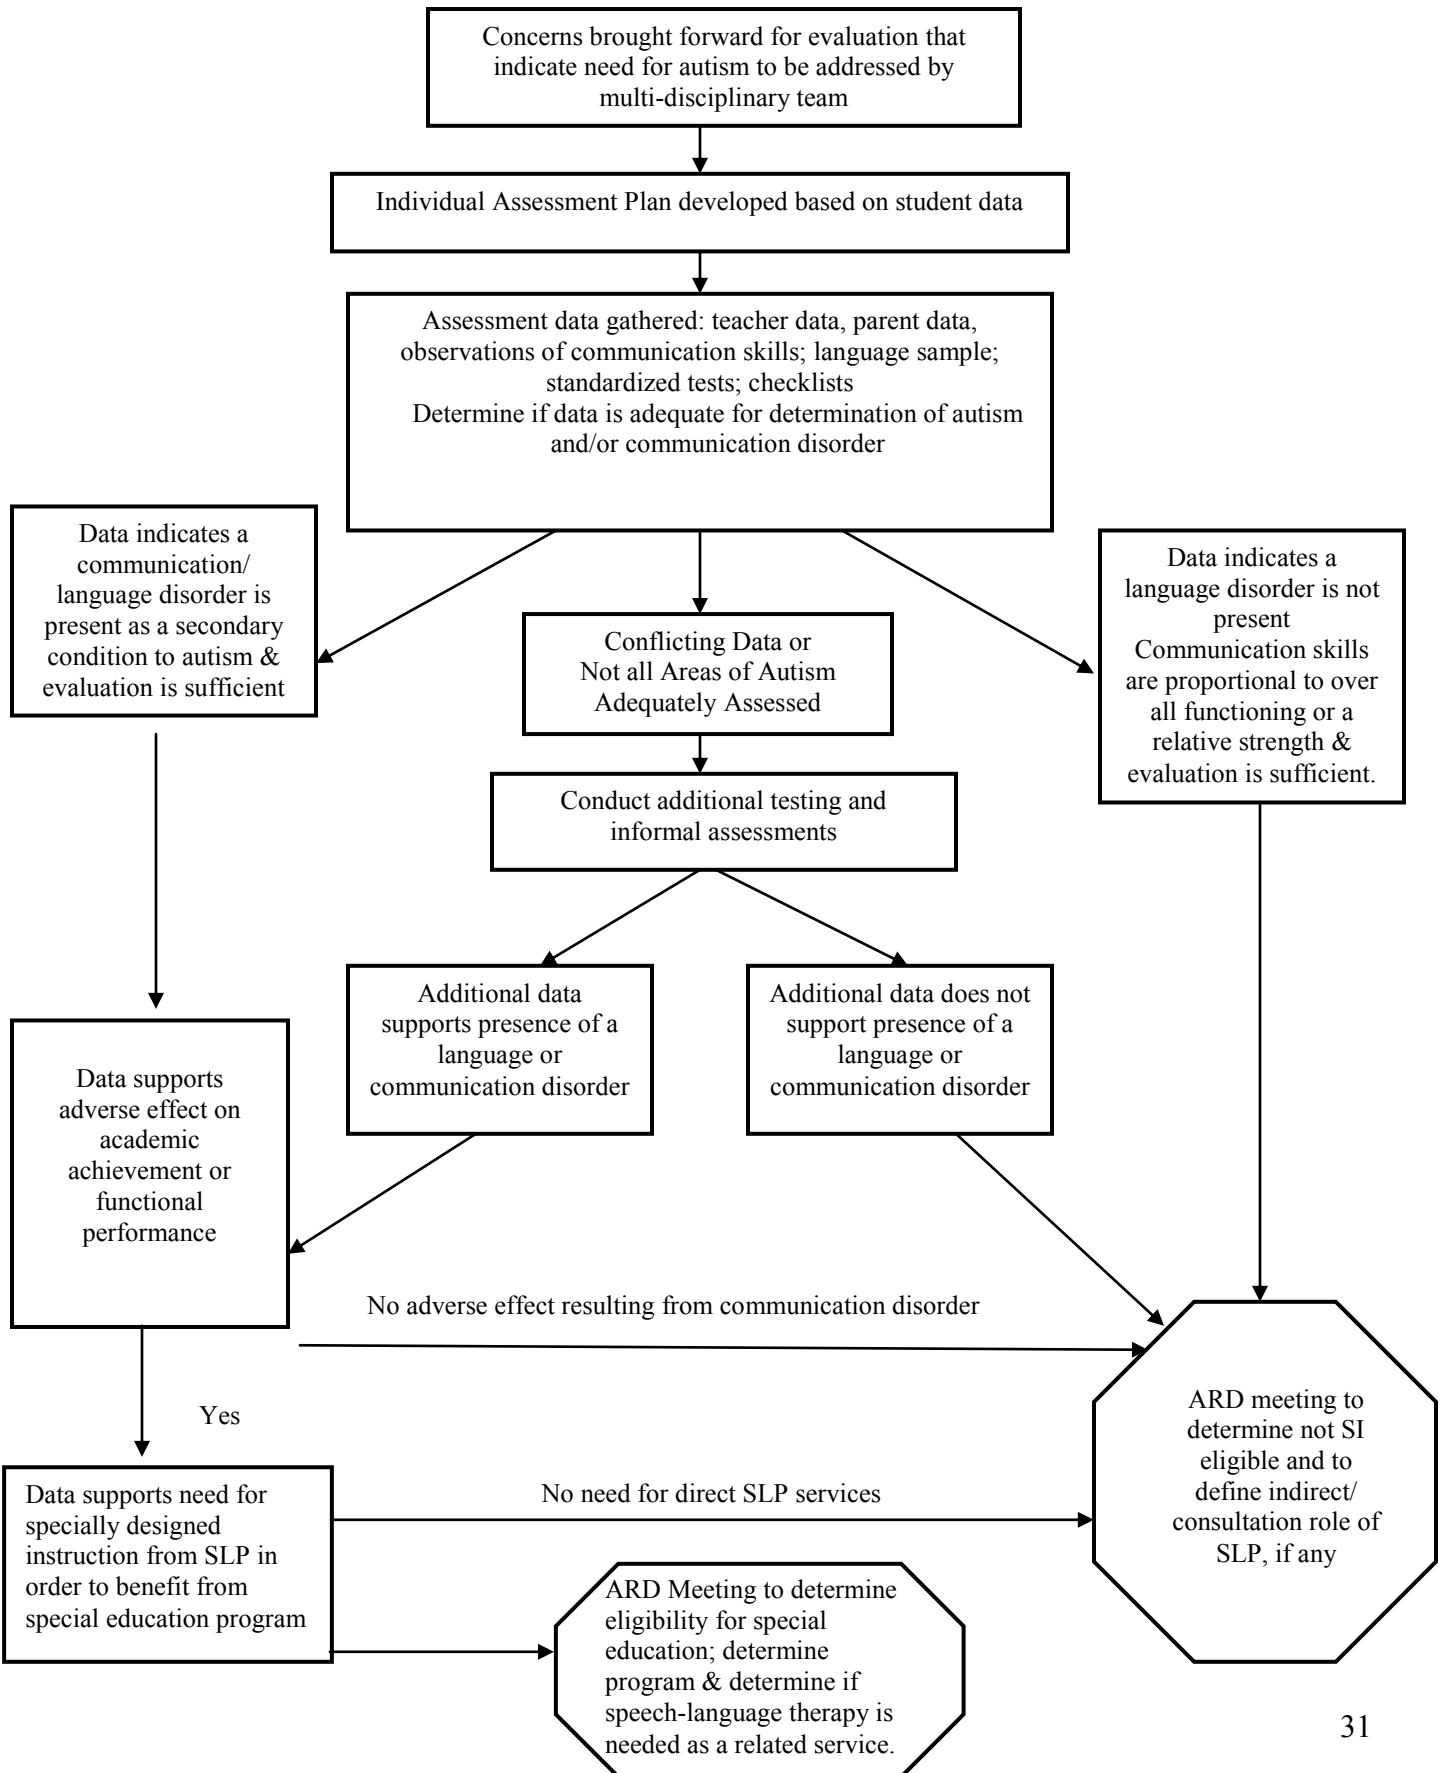 Concerns brought forward for evaluation that
indicate need for autism to be addressed by
multi-disciplinary team
Individual Assessment Plan developed based on student data
Assessment data gathered: teacher data, parent data,
observations of communication skills; language sample;
standardized tests; checklists
Determine if data is adequate for determination of autism
and/or communication disorder
Data indicates a
communication/
language disorder is
present as a secondary
condition to autism &
evaluation is sufficient
Conflicting Data or
Not all Areas of Autism
Adequately Assessed
Data indicates a
language disorder is not
present
Communication skills
are proportional to over
all functioning or a
relative strength &
evaluation is sufficient.
Conduct additional testing and
informal assessments
Additional data
supports presence of a
language or
communication disorder
Additional data does not
support presence of a
language or
communication disorder
Data supports
adverse effect on
academic
achievement or
functional
performance
No adverse effect resulting from communication disorder
Yes
ARD meeting to
determine not SI
eligible and to
define indirect/
consultation role of
SLP, if any
Data supports need for
specially designed
instruction from SLP in
order to benefit from
special education program
No need for direct SLP services
ARD Meeting to determine
eligibility for special
education; determine
program & determine if
speech-language therapy is
needed as a related service.
31